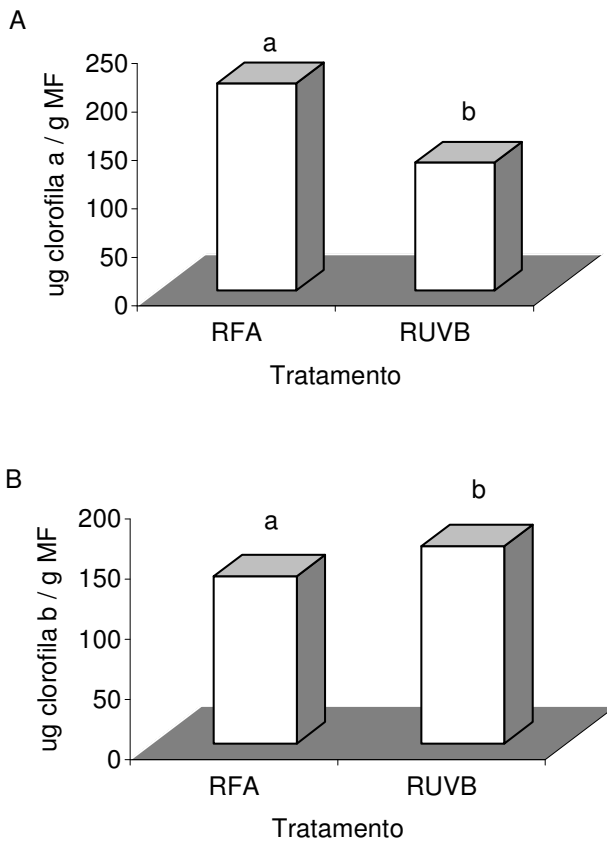 A
ug clorofila a / g MF
250
200
150
100
50
0
a
b
RFA
RUVB
Tratamento
B
ug clorofila b / g MF
200
150
100
50
0
a
b
RFA
RUVB
Tratamento